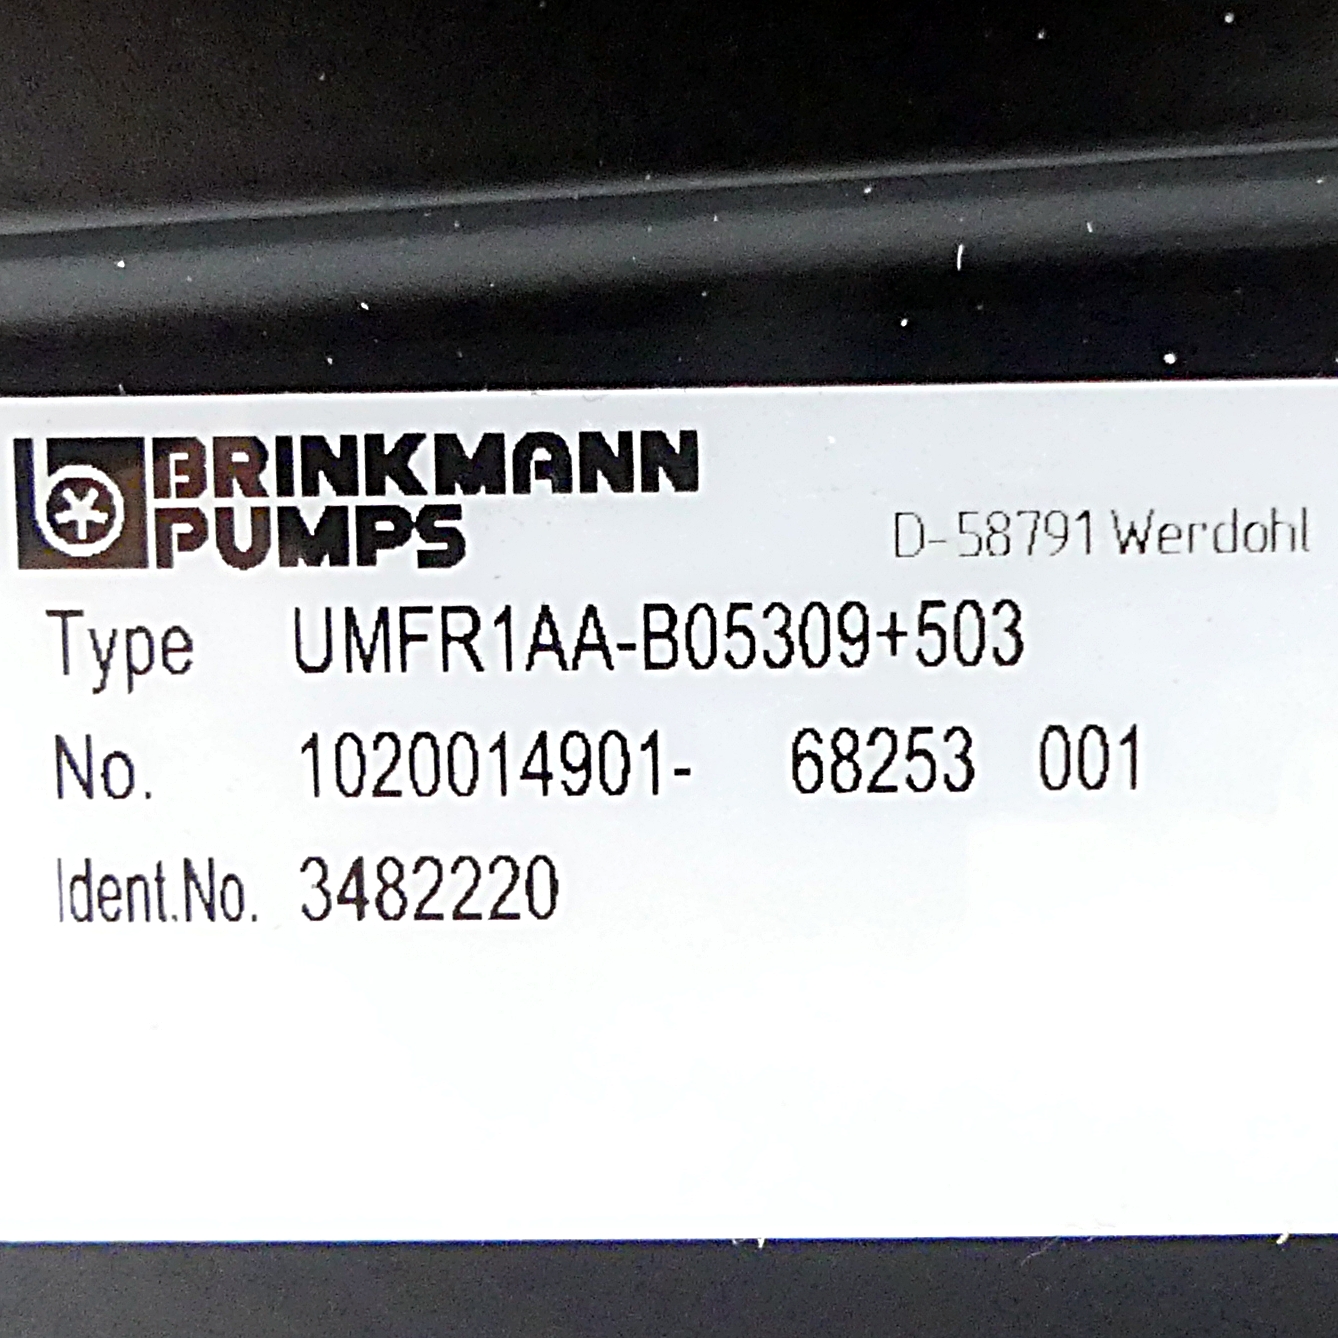 BRINKMANN
PUMPS
D-58791 Werdohl
Type UMFR1AA-B05309+503
No. 1020014901- 68253 001
Ident.No. 3482220